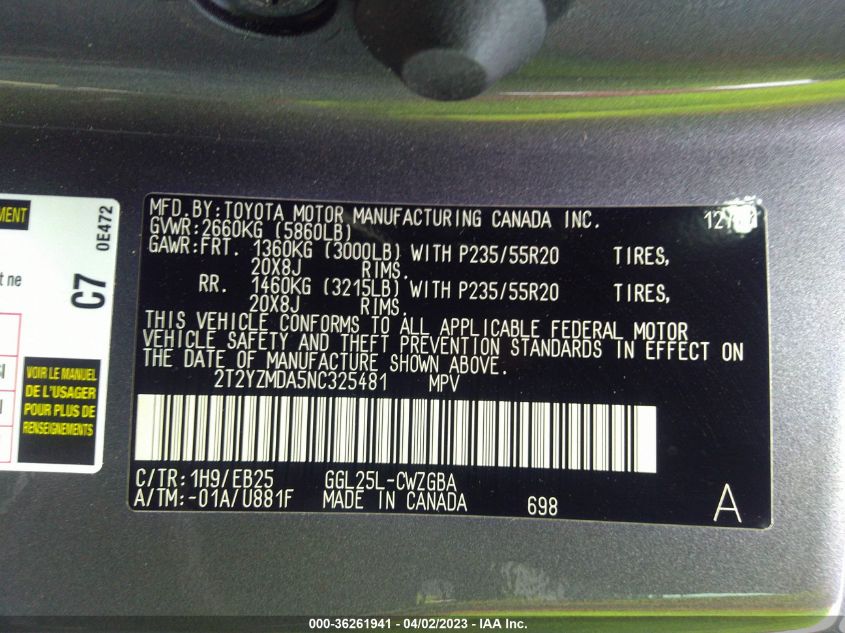 MENT
0E472
C7
t ne
VOIR LE MANUEL
DE L'USAGER
POUR PLUS DE
RENSEIGNEMENTS
MFD.BY:TOYOTA MOTOR MANUFACTURING CANADA INC.
GVWR:2660KG (5860LB)
GAWR:FRT. 1360KG (3000LB) WITH P235/55R20 TIRES,
20X8J RIMS.
RR. 1460KG (3215LB) WITH P235/55R20 TIRES,
20X8J RIMS.
THIS VEHICLE CONFORMS TO ALL APPLICABLE FEDERAL MOTOR
VEHICLE SAFETY AND THEFT PREVENTION STANDARDS IN EFFECT ON
THE DATE OF MANUFACTURE SHOWN ABOVE.
2T2YZMDA5NC325481 MPV
C/TR:1H9/EB25 GGL25L-CWZGBA
A/TM:-01A/U881F MADE IN CANADA 698 A
000-36261941 - 04/02/2023 - IAA Inc.